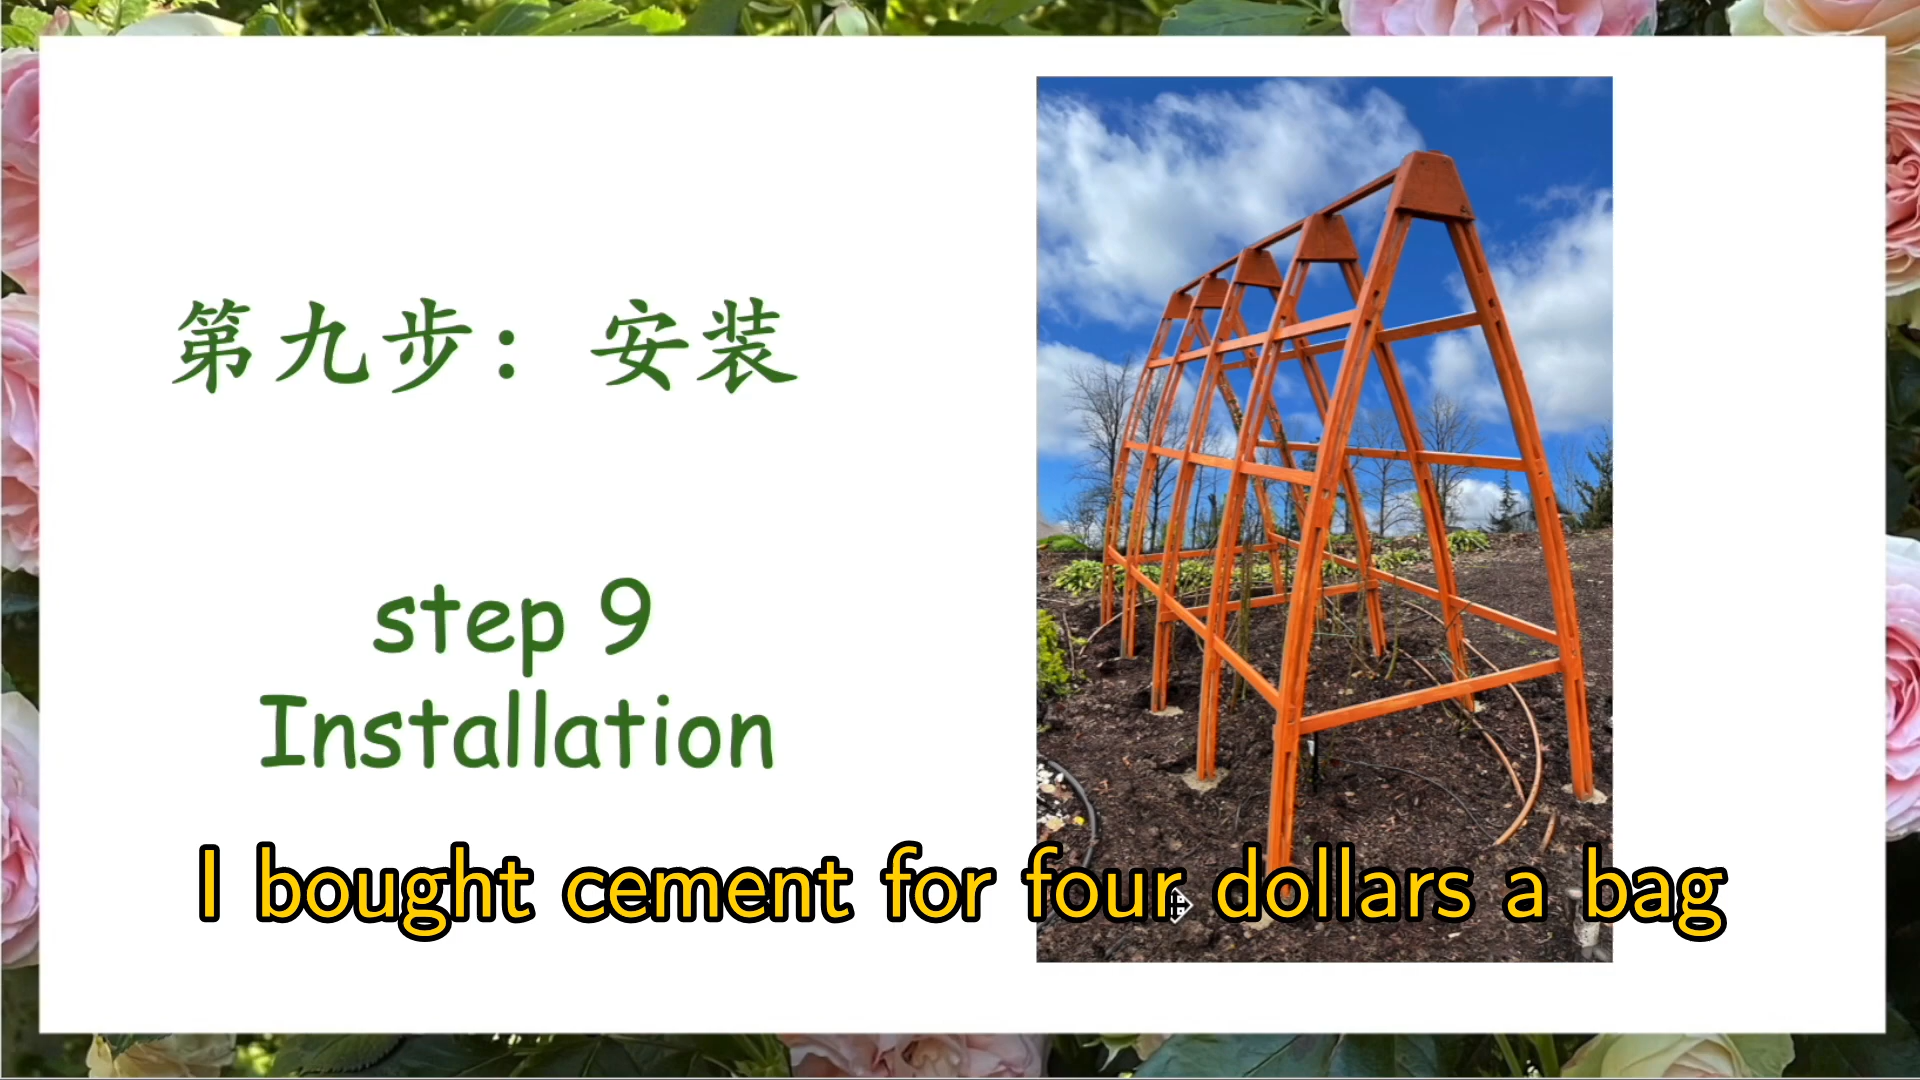 第九步：安装
step 9
Installation
I bought cement for four dollars a bag